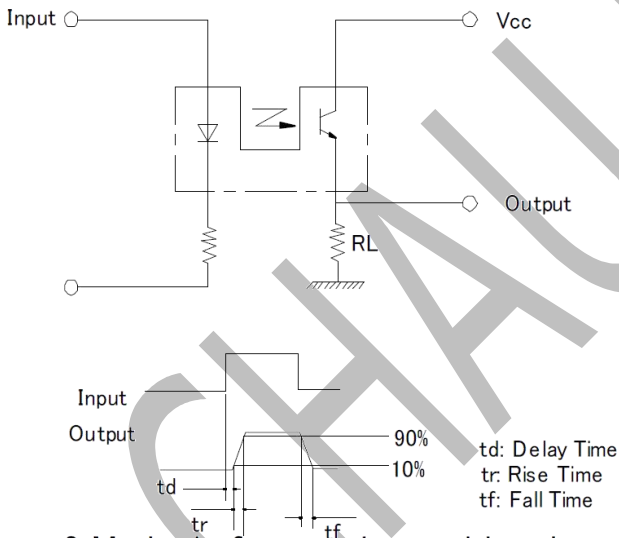 Input
Vcc
Output
RL
Input
Output
90%
10%
td: Delay Time
tr: Rise Time
tf: Fall Time
td
tr
tf